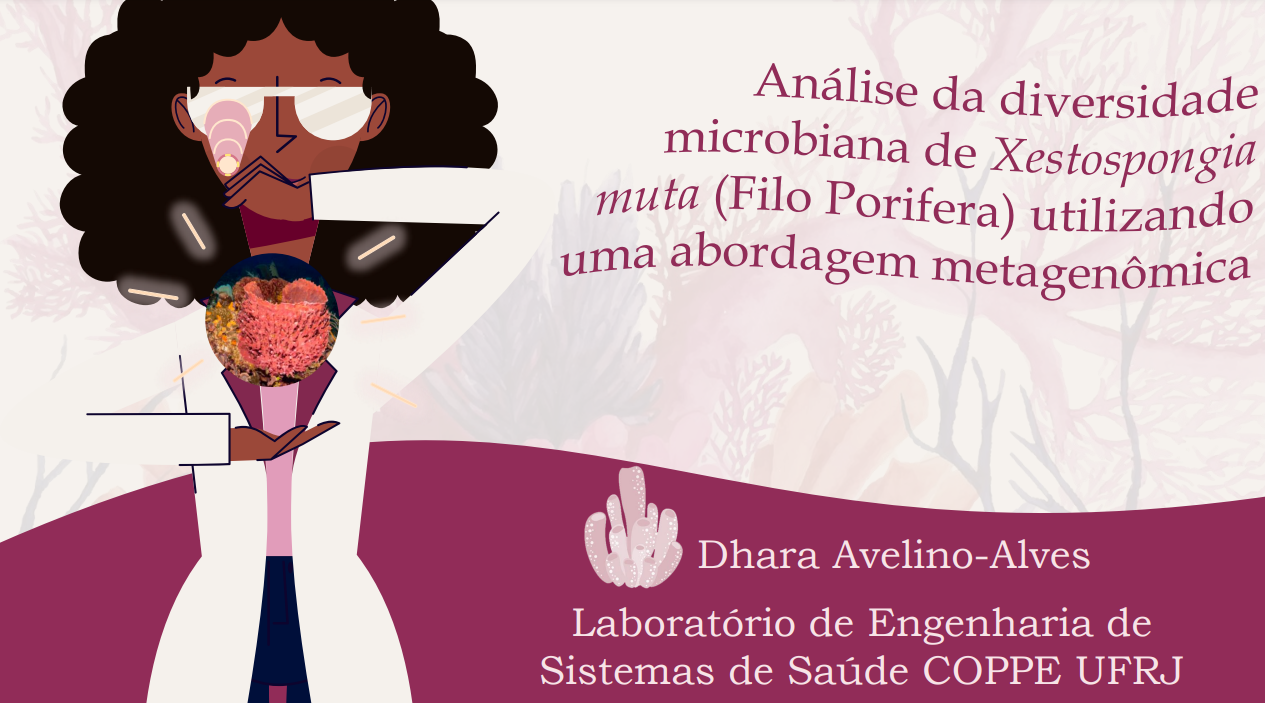 Análise da diversidade
microbiana de Xestospongia
muta (Filo Porifera) utilizando
uma abordagem metagenômica
Dhara Avelino-Alves
Laboratório de Engenharia de
Sistemas de Saúde COPPE UFRJ